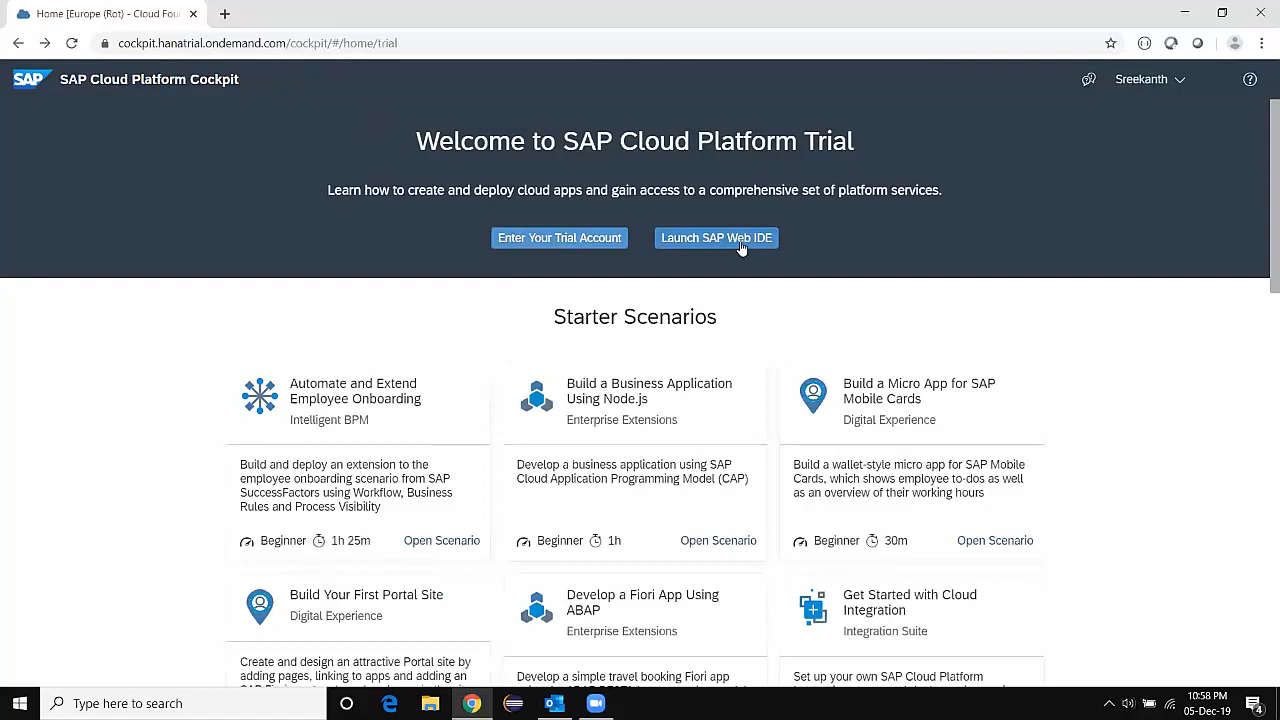 Home [Europe (Rot) - Cloud Fou
cockpit.hanatrial.ondemand.com/cockpit/#/home/trial
SAP SAP Cloud Platform Cockpit
Sreekanth
Welcome to SAP Cloud Platform Trial
Learn how to create and deploy cloud apps and gain access to a comprehensive set of platform services.
Enter Your Trial Account
Launch SAP Web IDE
Starter Scenarios
Automate and Extend
Employee Onboarding
Intelligent BPM
Build and deploy an extension to the
employee onboarding scenario from SAP
SuccessFactors using Workflow, Business
Rules and Process Visibility
Beginner 1h 25m Open Scenario
Build a Business Application
Using Node.js
Enterprise Extensions
Develop a business application using SAP
Cloud Application Programming Model (CAP)
Beginner 1h Open Scenario
Build a Micro App for SAP
Mobile Cards
Digital Experience
Build a wallet-style micro app for SAP Mobile
Cards, which shows employee to-dos as well
as an overview of their working hours
Beginner 30m Open Scenario
Build Your First Portal Site
Digital Experience
Create and design an attractive Portal site by
adding pages, linking to apps and adding an
Develop a Fiori App Using
ABAP
Enterprise Extensions
Develop a simple travel booking Fiori app
Get Started with Cloud
Integration
Integration Suite
Set up your own SAP Cloud Platform
Type here to search
10:58 PM
05-Dec-19
4